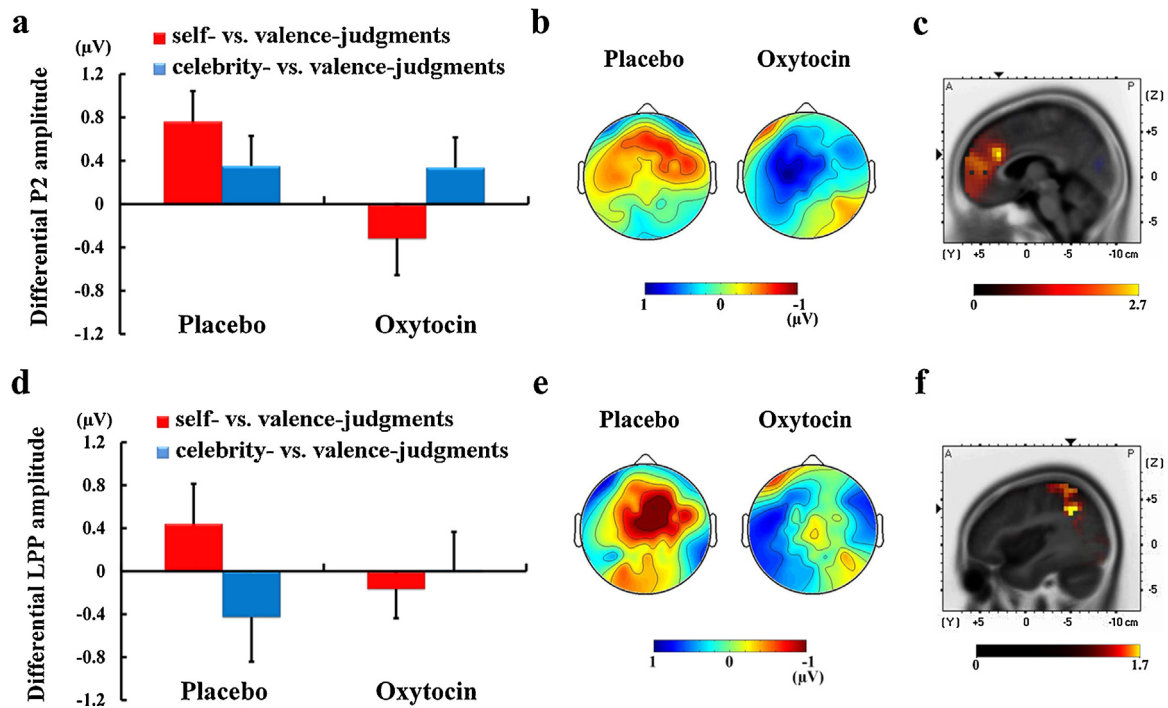 a
(μV)
self- vs. valence-judgments
celebrity- vs. valence-judgments
Differential P2 amplitude
1.2
0.8
0.4
0
-0.4
-0.8
-1.2
Placebo
Oxytocin
b
Placebo
Oxytocin
1 0 -1
(μV)
c
A P
[Z]
+5
0
-5
[Y] +5 0 -5 -10 cm
0 2.7
d
(μV)
self- vs. valence-judgments
celebrity- vs. valence-judgments
Differential LPP amplitude
1.2
0.8
0.4
0
-0.4
-0.8
-1.2
Placebo
Oxytocin
e
Placebo
Oxytocin
1 0 -1
(μV)
f
A P
[Z]
+5
0
-5
[Y] +5 0 -5 -10 cm
0 1.7